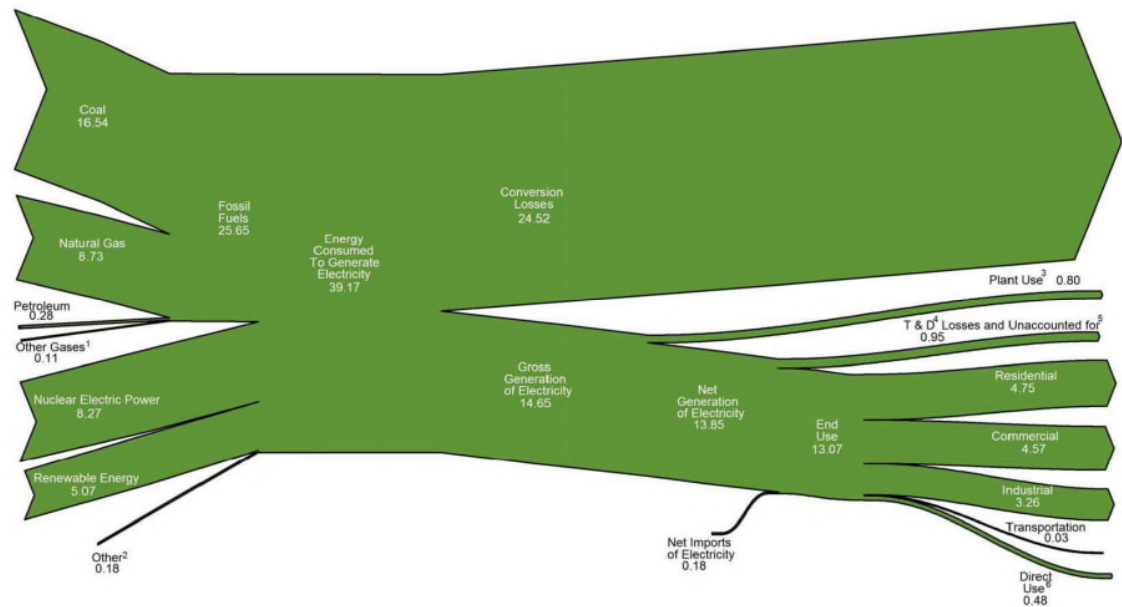 Coal
16.54
Natural Gas
8.73
Petroleum
0.28
Other Gases¹
0.11
Nuclear Electric Power
8.27
Renewable Energy
5.07
Other²
0.18
Fossil
Fuels
25.65
Energy
Consumed
To Generate
Electricity
39.17
Conversion
Losses
24.52
Gross
Generation
of Electricity
14.65
Net
Generation
of Electricity
13.85
Net Imports
of Electricity
0.18
End
Use
13.07
Plant Use³ 0.80
T & D⁴ Losses and Unaccounted for⁵
0.95
Residential
4.75
Commercial
4.57
Industrial
3.26
Transportation
0.03
Direct
Use⁶
0.48